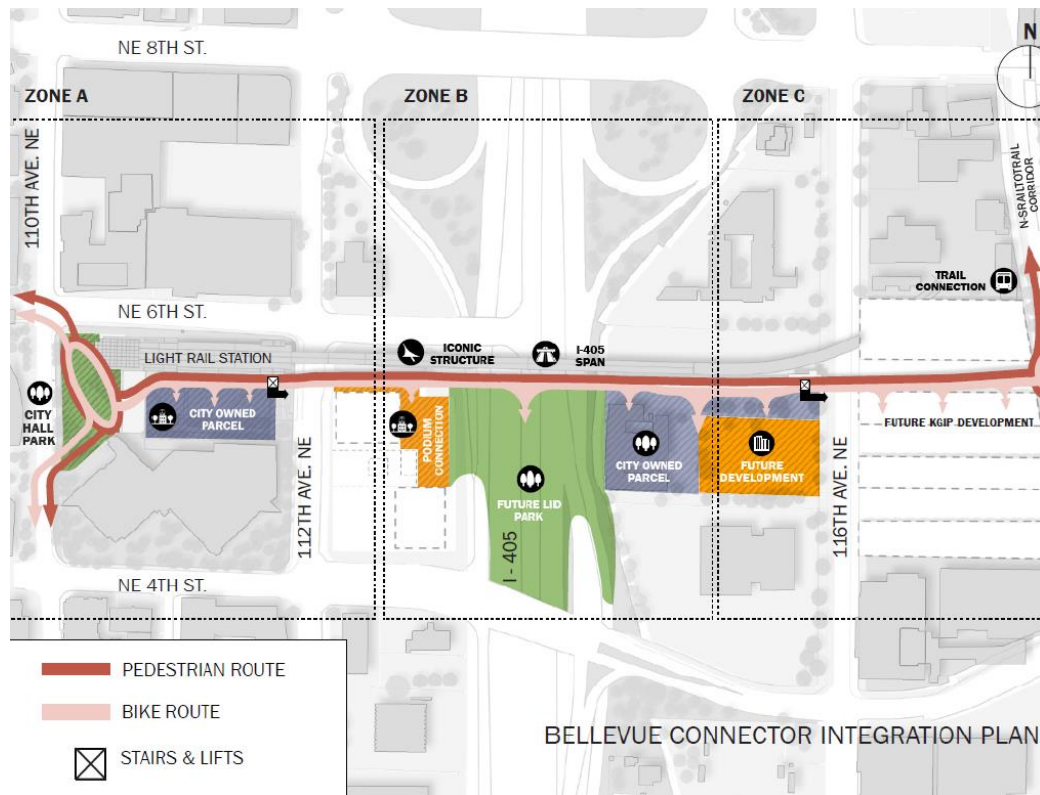 NE 8TH ST.
N
ZONE A
ZONE B
ZONE C
110TH AVE. NE
N-SRAILTOTRAIL
CORRIDOR
TRAIL
CONNECTION
NE 6TH ST.
LIGHT RAIL STATION
ICONIC
STRUCTURE
I-405
SPAN
CITY
HALL
PARK
CITY OWNED
PARCEL
112TH AVE. NE
PODIUM
CONNECTION
FUTURE LID
PARK
I - 405
CITY OWNED
PARCEL
FUTURE
DEVELOPMENT
116TH AVE. NE
FUTURE KGIP DEVELOPMENT
NE 4TH ST.
PEDESTRIAN ROUTE
BIKE ROUTE
STAIRS & LIFTS
BELLEVUE CONNECTOR INTEGRATION PLAN